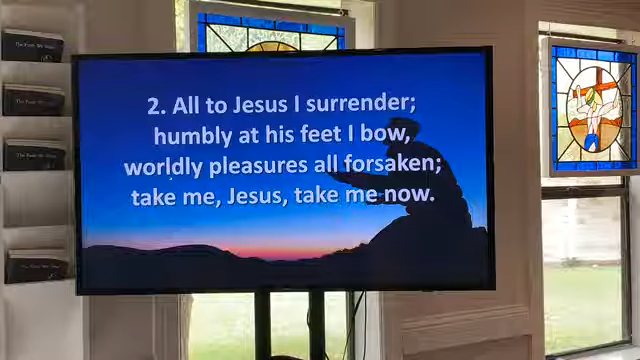 2. All to Jesus I surrender;
humbly at his feet I bow,
worldly pleasures all forsaken;
take me, Jesus, take me now.